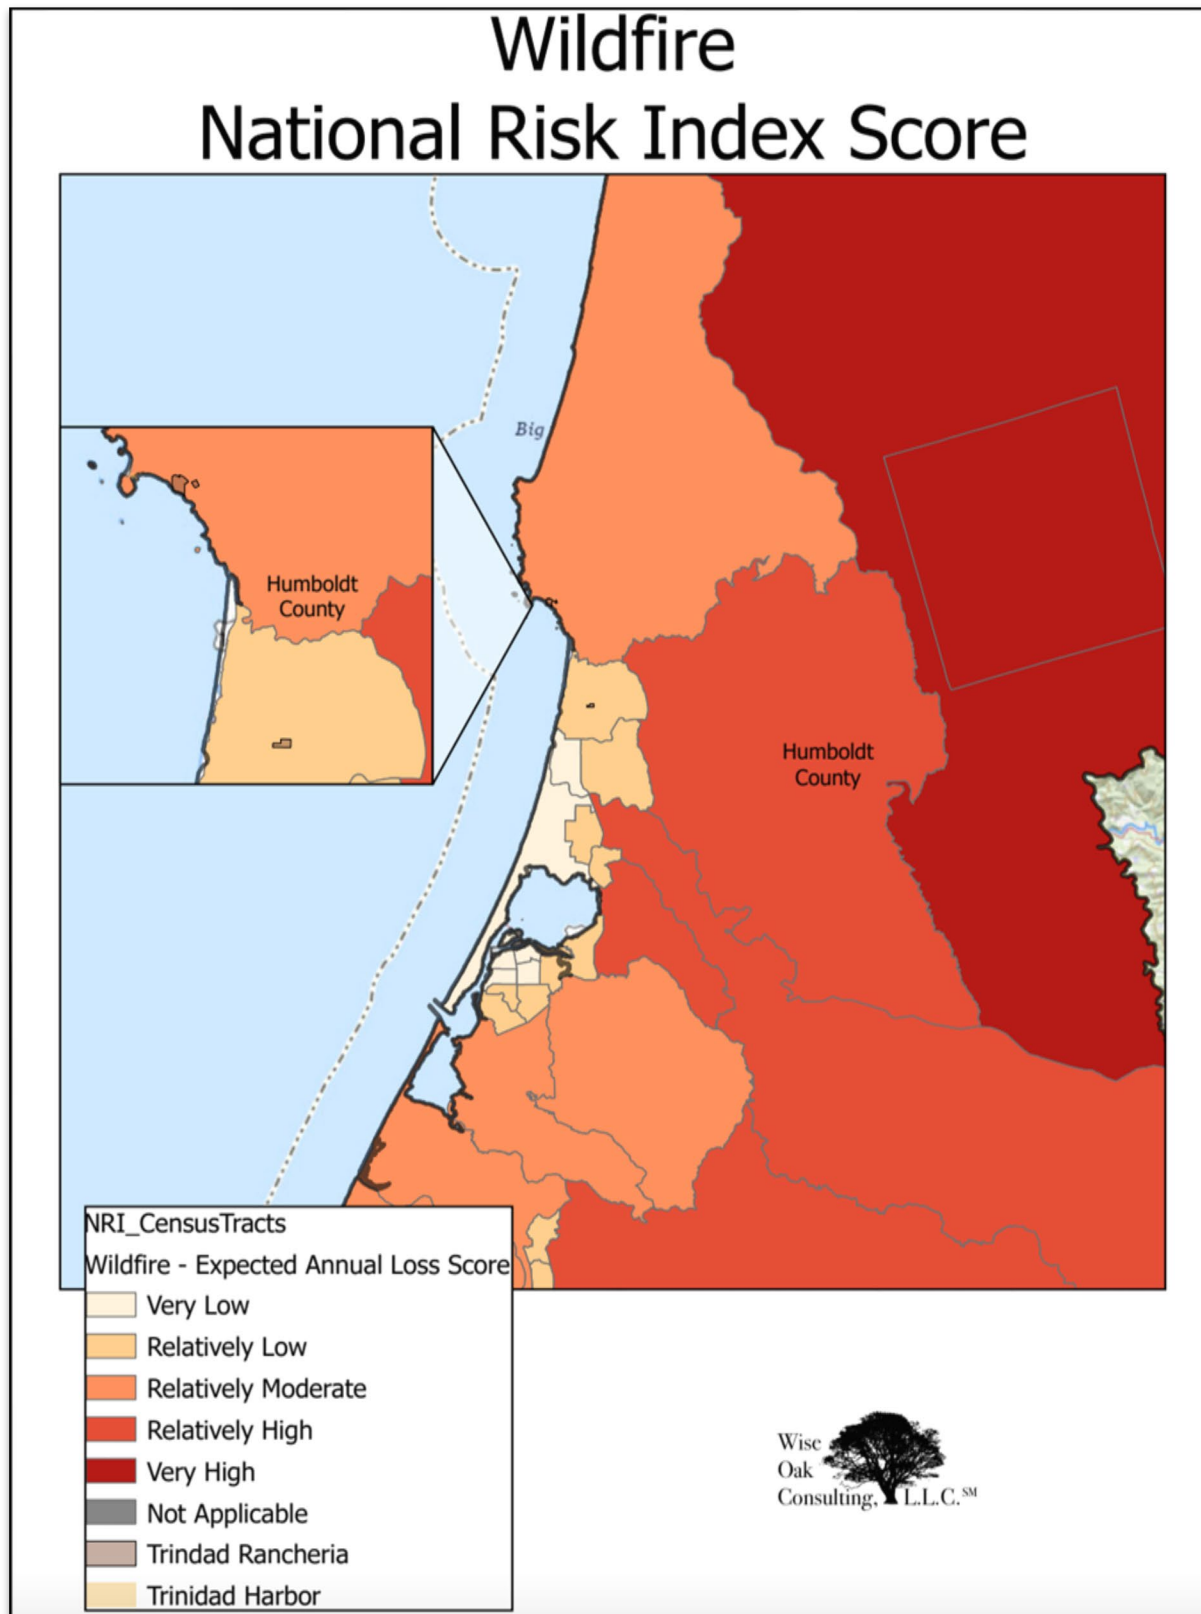 Wildfire
National Risk Index Score
Big
Humboldt
County
Humboldt
County
NRI_CensusTracts
Wildfire - Expected Annual Loss Score
Very Low
Relatively Low
Relatively Moderate
Relatively High
Very High
Not Applicable
Trindad Rancheria
Trinidad Harbor
Wise
Oak
Consulting, L.L.C.℠